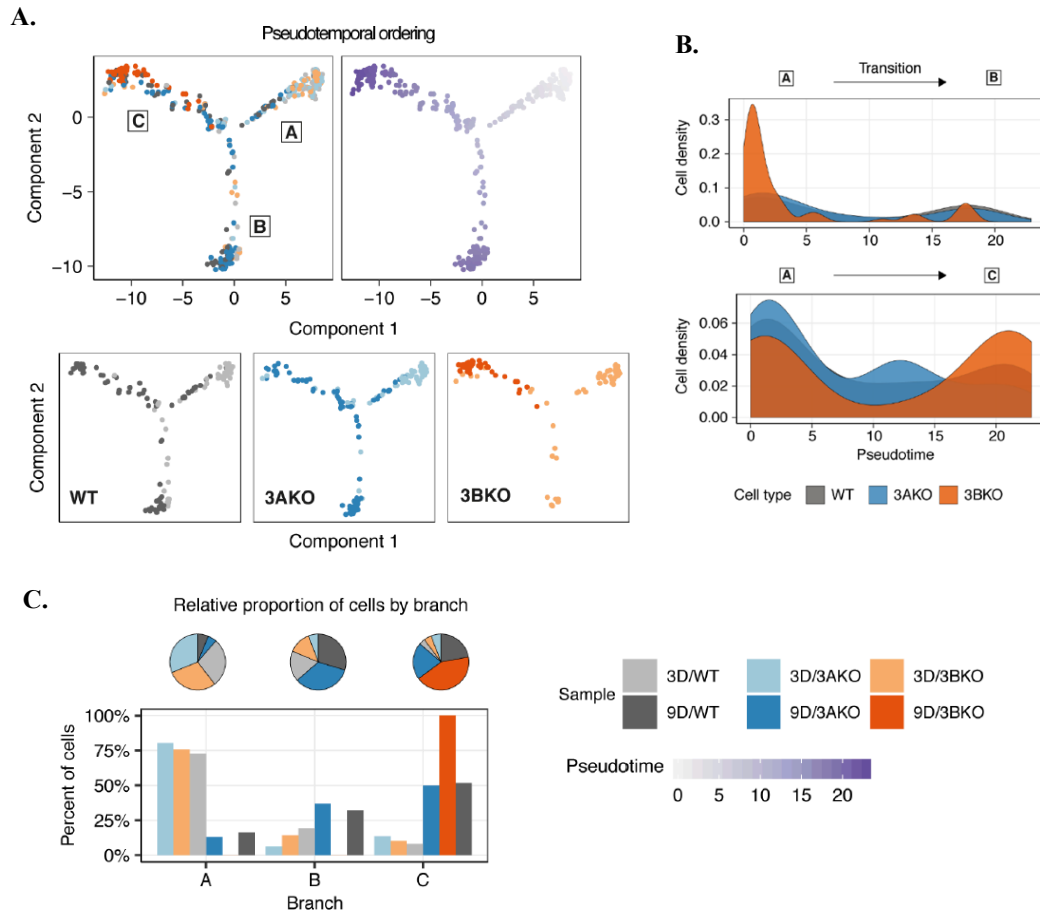 A.
Pseudotemporal ordering
Component 2
0
−5
−10
C
A
B
−10 −5 0 5
−10 −5 0 5
Component 1
Component 2
WT
3AKO
3BKO
Component 1
B.
A Transition B
Cell density
0.3
0.2
0.1
0.0
0 5 10 15 20
A C
Cell density
0.06
0.04
0.02
0.00
0 5 10 15 20
Pseudotime
Cell type WT 3AKO 3BKO
C.
Relative proportion of cells by branch
Percent of cells
100%
75%
50%
25%
0%
A B C
Branch
Sample
3D/WT 3D/3AKO 3D/3BKO
9D/WT 9D/3AKO 9D/3BKO
Pseudotime
0 5 10 15 20